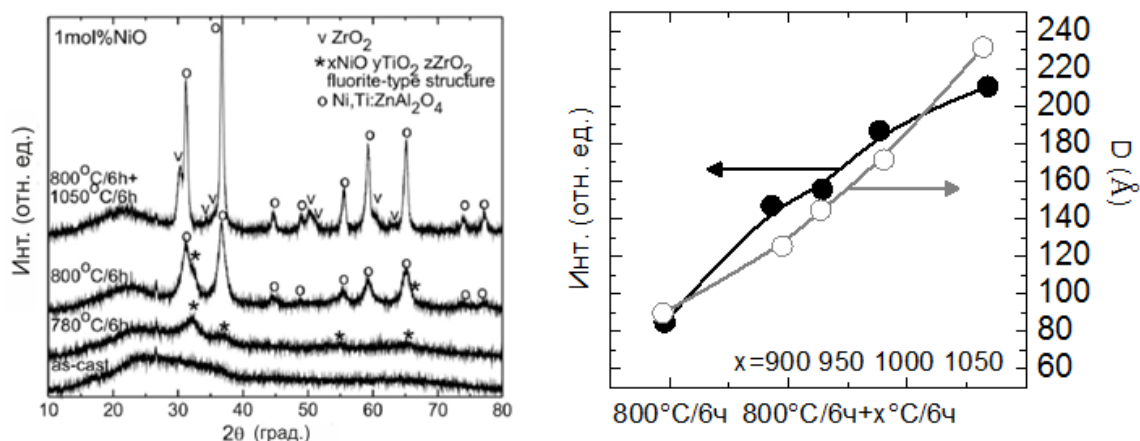 1mol%NiO
v ZrO₂
* xNiO yTiO₂ zZrO₂
fluorite-type structure
o Ni,Ti:ZnAl₂O₄
Инт. (отн. ед.)
800°C/6h+
1050°C/6h
800°C/6h
780°C/6h
as-cast
10 20 30 40 50 60 70 80
2θ (град.)
Инт. (отн. ед.)
240
220
200
180
160
140
120
100
80
60
D (Å)
x=900 950 1000 1050
800°C/6ч 800°C/6ч+x°C/6ч